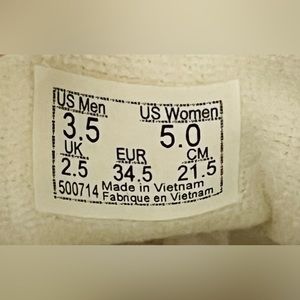 US Men US Women
3.5 5.0
UK EUR CM
2.5 34.5 21.5
500714 Made in Vietnam
Fabrique en Vietnam